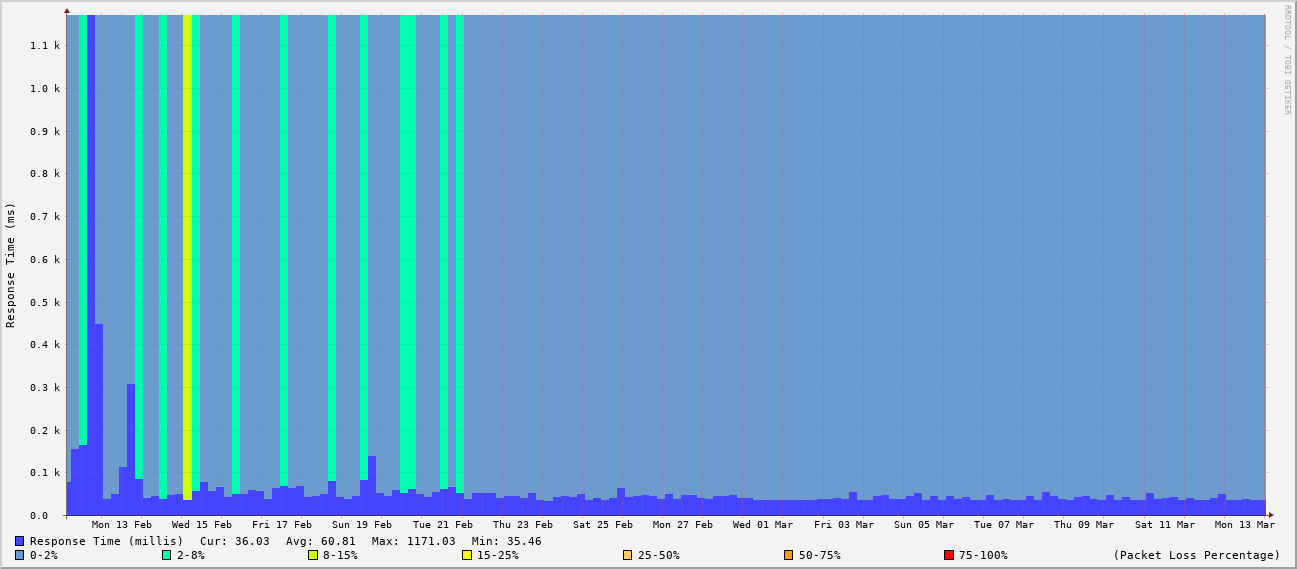 RRDTOOL / TOBI OETIKER
Response Time (ms)
1.1 k
1.0 k
0.9 k
0.8 k
0.7 k
0.6 k
0.5 k
0.4 k
0.3 k
0.2 k
0.1 k
0.0
Mon 13 Feb Wed 15 Feb Fri 17 Feb Sun 19 Feb Tue 21 Feb Thu 23 Feb Sat 25 Feb Mon 27 Feb Wed 01 Mar Fri 03 Mar Sun 05 Mar Tue 07 Mar Thu 09 Mar Sat 11 Mar Mon 13 Mar
Response Time (millis) Cur: 36.03 Avg: 60.81 Max: 1171.03 Min: 35.46
0-2% 2-8% 8-15% 15-25% 25-50% 50-75% 75-100% (Packet Loss Percentage)